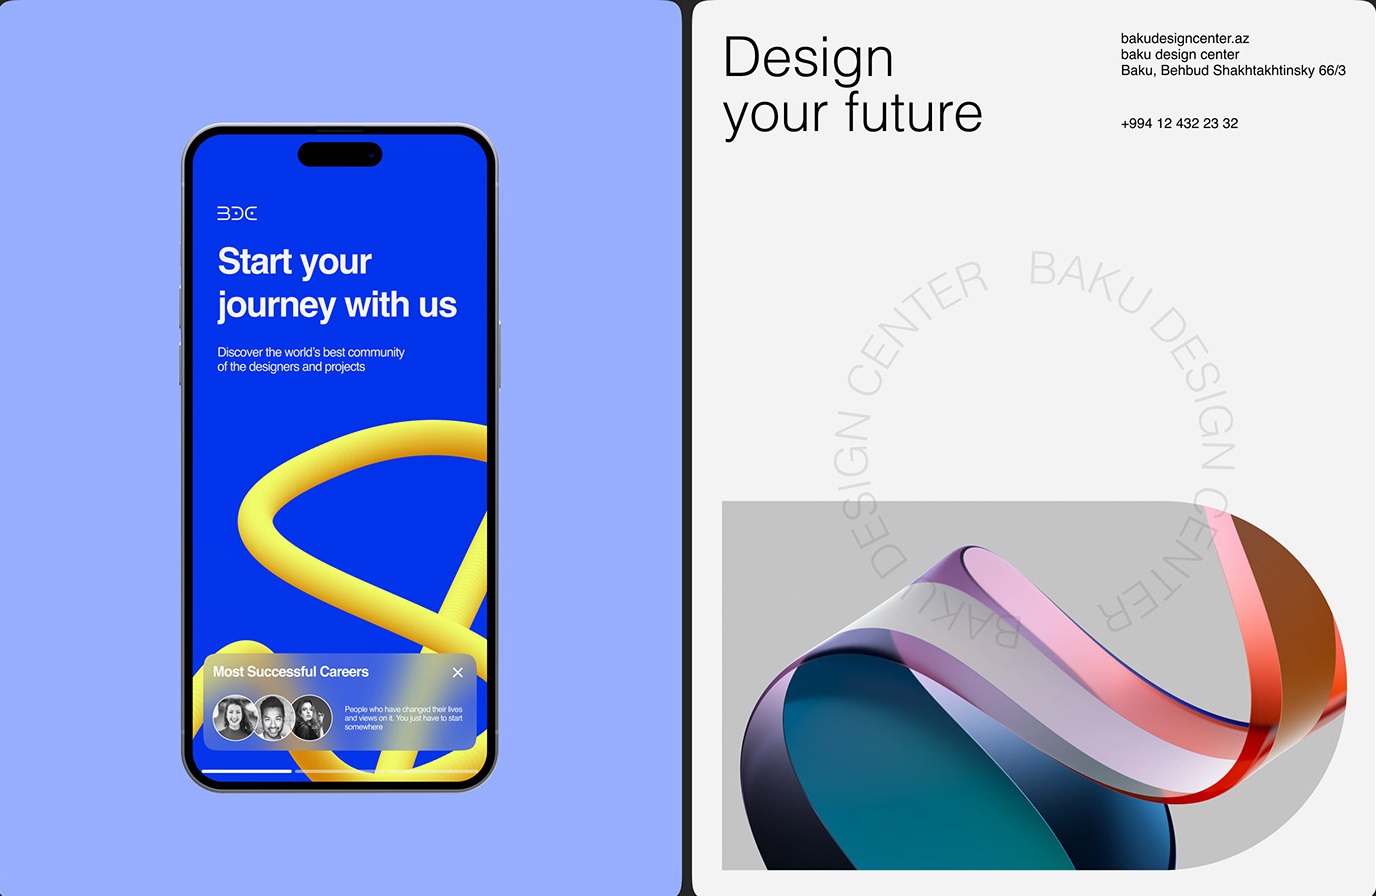 BDC
Start your
journey with us
Discover the world's best community
of the designers and projects
Most Successful Careers
People who have changed their lives
and views on it. You just have to start
somewhere
Design
your future
bakudesigncenter.az
baku design center
Baku, Behbud Shakhtakhtinsky 66/3
+994 12 432 23 32
BAKU DESIGN CENTER
BAKU DESIGN CENTER